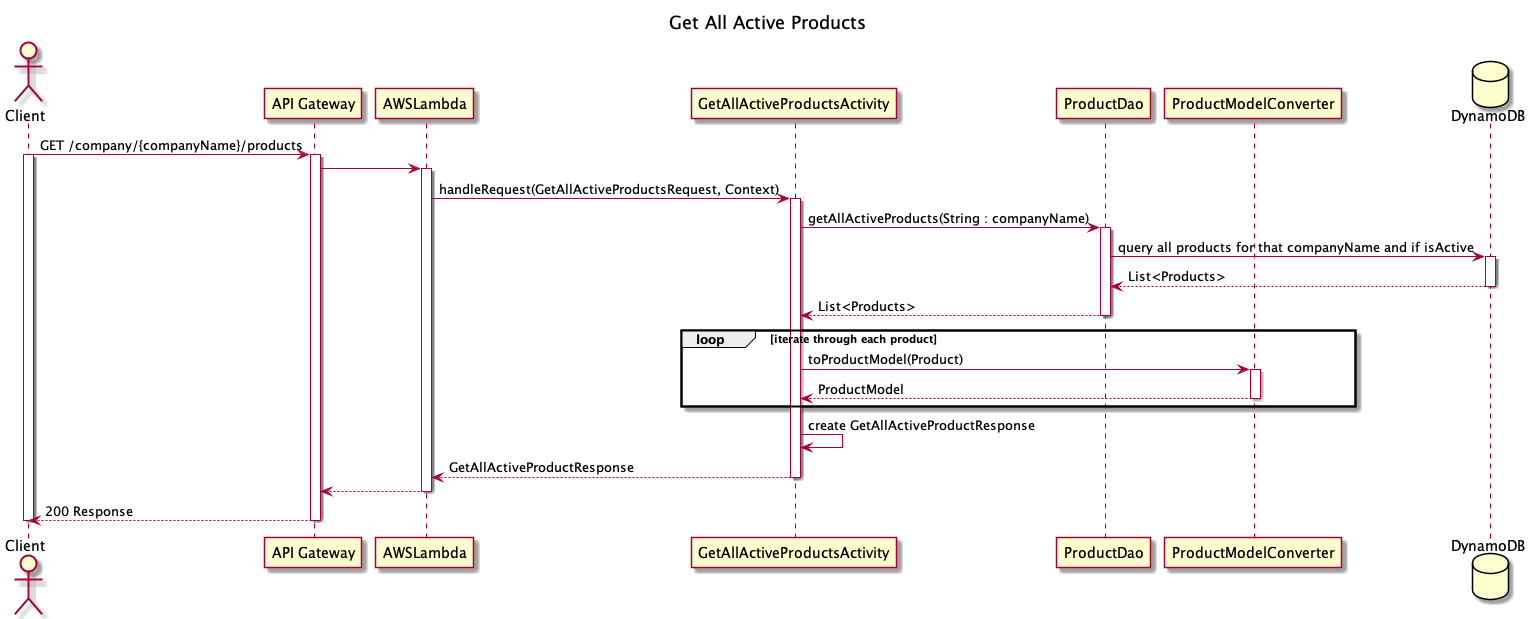 Get All Active Products
Client
API Gateway
AWSLambda
GetAllActiveProductsActivity
ProductDao
ProductModelConverter
DynamoDB
GET /company/{companyName}/products
handleRequest(GetAllActiveProductsRequest, Context)
getAllActiveProducts(String : companyName)
query all products for that companyName and if isActive
List<Products>
List<Products>
loop
[iterate through each product]
toProductModel(Product)
ProductModel
create GetAllActiveProductResponse
GetAllActiveProductResponse
200 Response
Client
API Gateway
AWSLambda
GetAllActiveProductsActivity
ProductDao
ProductModelConverter
DynamoDB